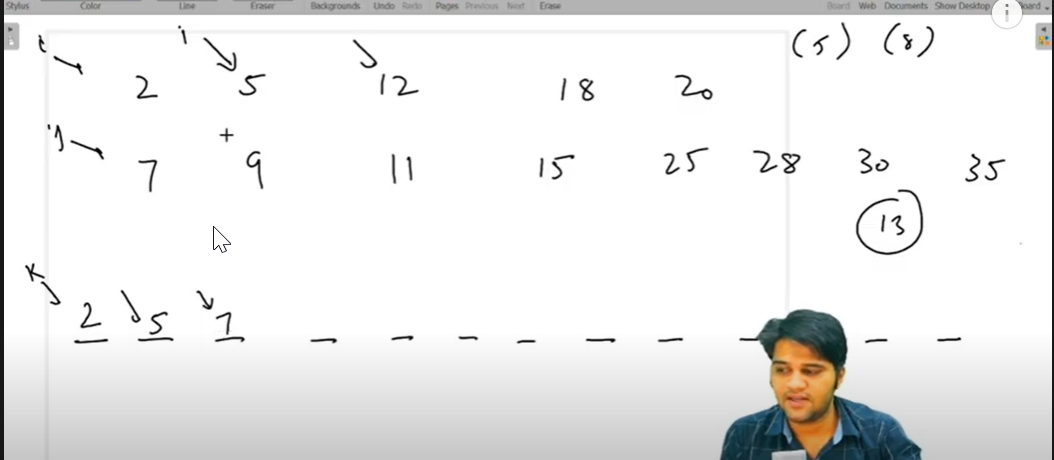 Stylus Color Line Eraser Backgrounds Undo Redo Pages Previous Next Erase Board Web Documents Show Desktop Board
i i (5) (8)
2 5 12 18 20
+
j 7 9 11 15 25 28 30 35
13
K
2 5 7